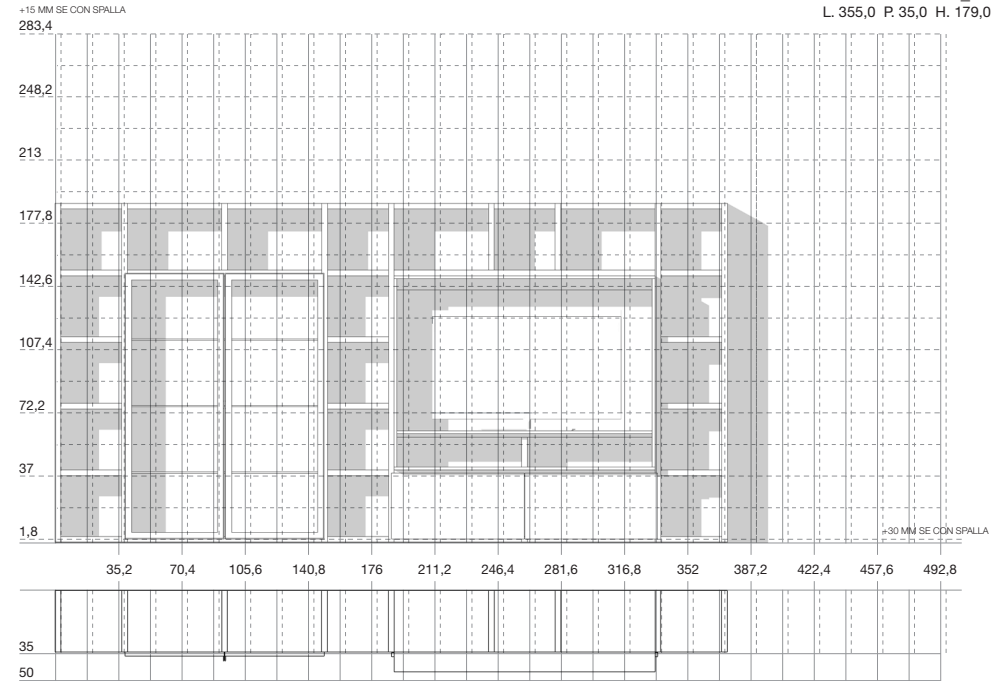 +15 MM SE CON SPALLA
L. 355,0 P. 35,0 H. 179,0
283,4
248,2
213
177,8
142,6
107,4
72,2
37
1,8
+30 MM SE CON SPALLA
35,2 70,4 105,6 140,8 176 211,2 246,4 281,6 316,8 352 387,2 422,4 457,6 492,8
35
50